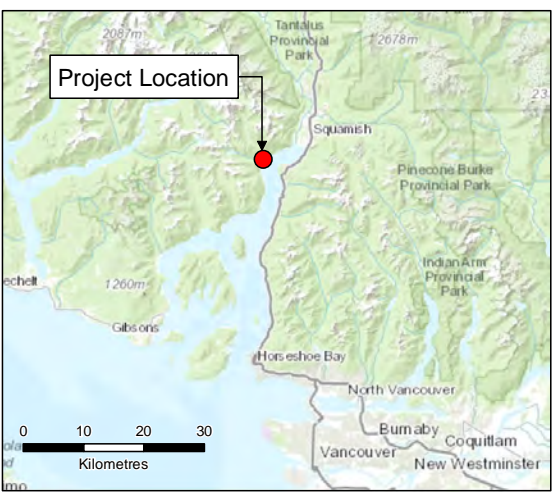 2087m
Tantalus
Provincial
Park
2678m
Project Location
Squamish
Pinecone Burke
Provincial Park
Indian Arm
Provincial
Park
echelt
1260m
Gibsons
Horseshoe Bay
North Vancouver
Burnaby
Coquitlam
Vancouver
New Westminster
0 10 20 30
Kilometres